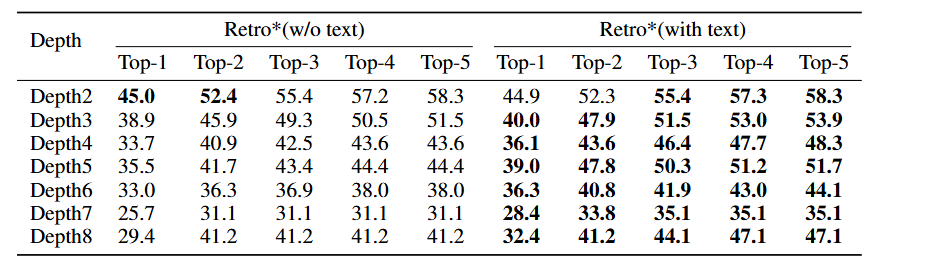 Depth Retro*(w/o text) Retro*(with text)
Top-1 Top-2 Top-3 Top-4 Top-5 Top-1 Top-2 Top-3 Top-4 Top-5
Depth2 45.0 52.4 55.4 57.2 58.3 44.9 52.3 55.4 57.3 58.3
Depth3 38.9 45.9 49.3 50.5 51.5 40.0 47.9 51.5 53.0 53.9
Depth4 33.7 40.9 42.5 43.6 43.6 36.1 43.6 46.4 47.7 48.3
Depth5 35.5 41.7 43.4 44.4 44.4 39.0 47.8 50.3 51.2 51.7
Depth6 33.0 36.3 36.9 38.0 38.0 36.3 40.8 41.9 43.0 44.1
Depth7 25.7 31.1 31.1 31.1 31.1 28.4 33.8 35.1 35.1 35.1
Depth8 29.4 41.2 41.2 41.2 41.2 32.4 41.2 44.1 47.1 47.1